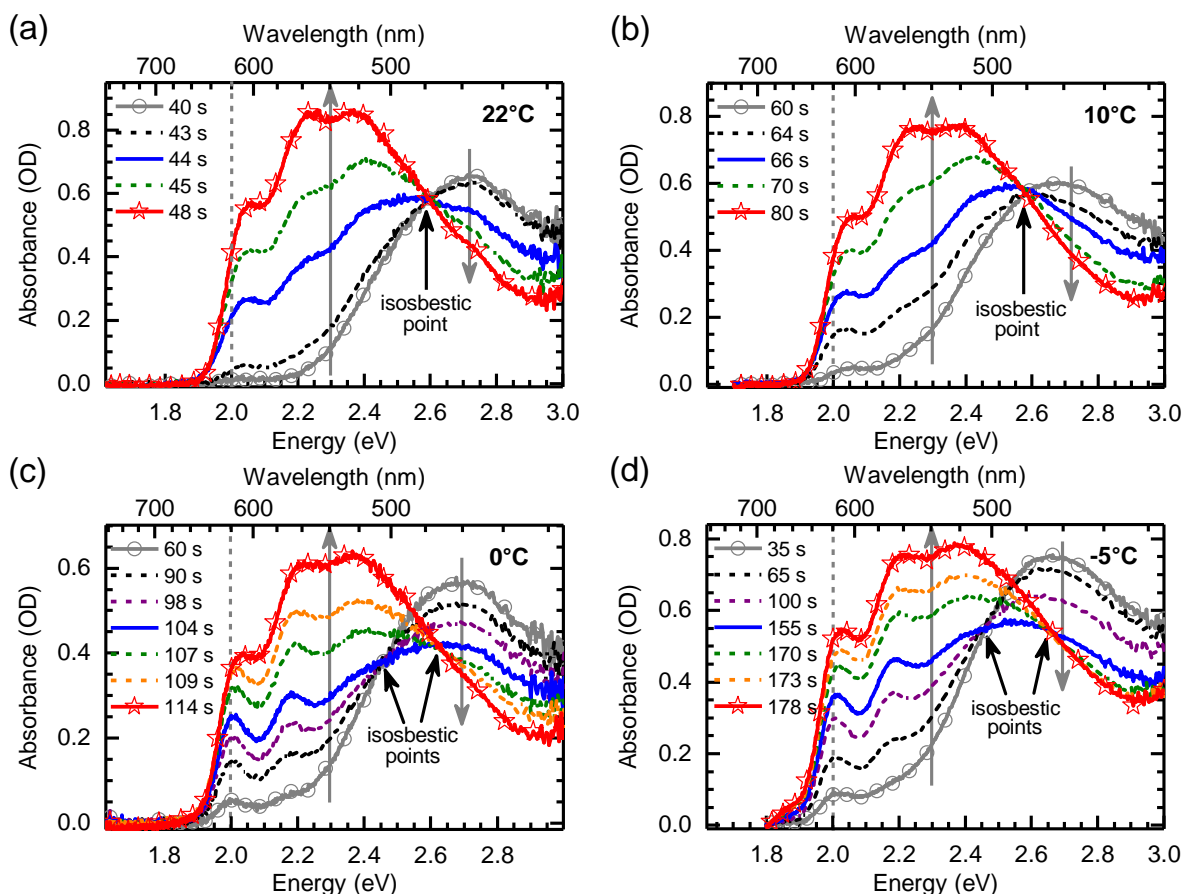 (a)
Wavelength (nm)
700 600 500
40 s
43 s
44 s
45 s
48 s
22°C
isosbestic
point
Absorbance (OD)
0.8
0.6
0.4
0.2
0.0
1.8 2.0 2.2 2.4 2.6 2.8 3.0
Energy (eV)
(b)
Wavelength (nm)
700 600 500
60 s
64 s
66 s
70 s
80 s
10°C
isosbestic
point
Absorbance (OD)
0.8
0.6
0.4
0.2
0.0
1.8 2.0 2.2 2.4 2.6 2.8 3.0
Energy (eV)
(c)
Wavelength (nm)
700 600 500
60 s
90 s
98 s
104 s
107 s
109 s
114 s
0°C
isosbestic
points
Absorbance (OD)
0.6
0.4
0.2
0.0
1.8 2.0 2.2 2.4 2.6 2.8
Energy (eV)
(d)
Wavelength (nm)
700 600 500
35 s
65 s
100 s
155 s
170 s
173 s
178 s
-5°C
isosbestic
points
Absorbance (OD)
0.8
0.6
0.4
0.2
0.0
1.8 2.0 2.2 2.4 2.6 2.8 3.0
Energy (eV)